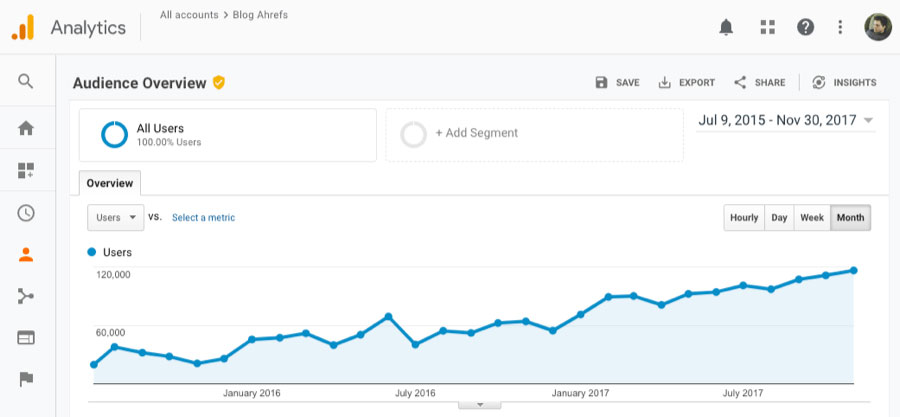 Analytics
All accounts > Blog Ahrefs
Audience Overview
SAVE
EXPORT
SHARE
INSIGHTS
All Users
100.00% Users
+ Add Segment
Jul 9, 2015 - Nov 30, 2017
Overview
Users
VS.
Select a metric
Hourly
Day
Week
Month
Users
120,000
60,000
January 2016
July 2016
January 2017
July 2017